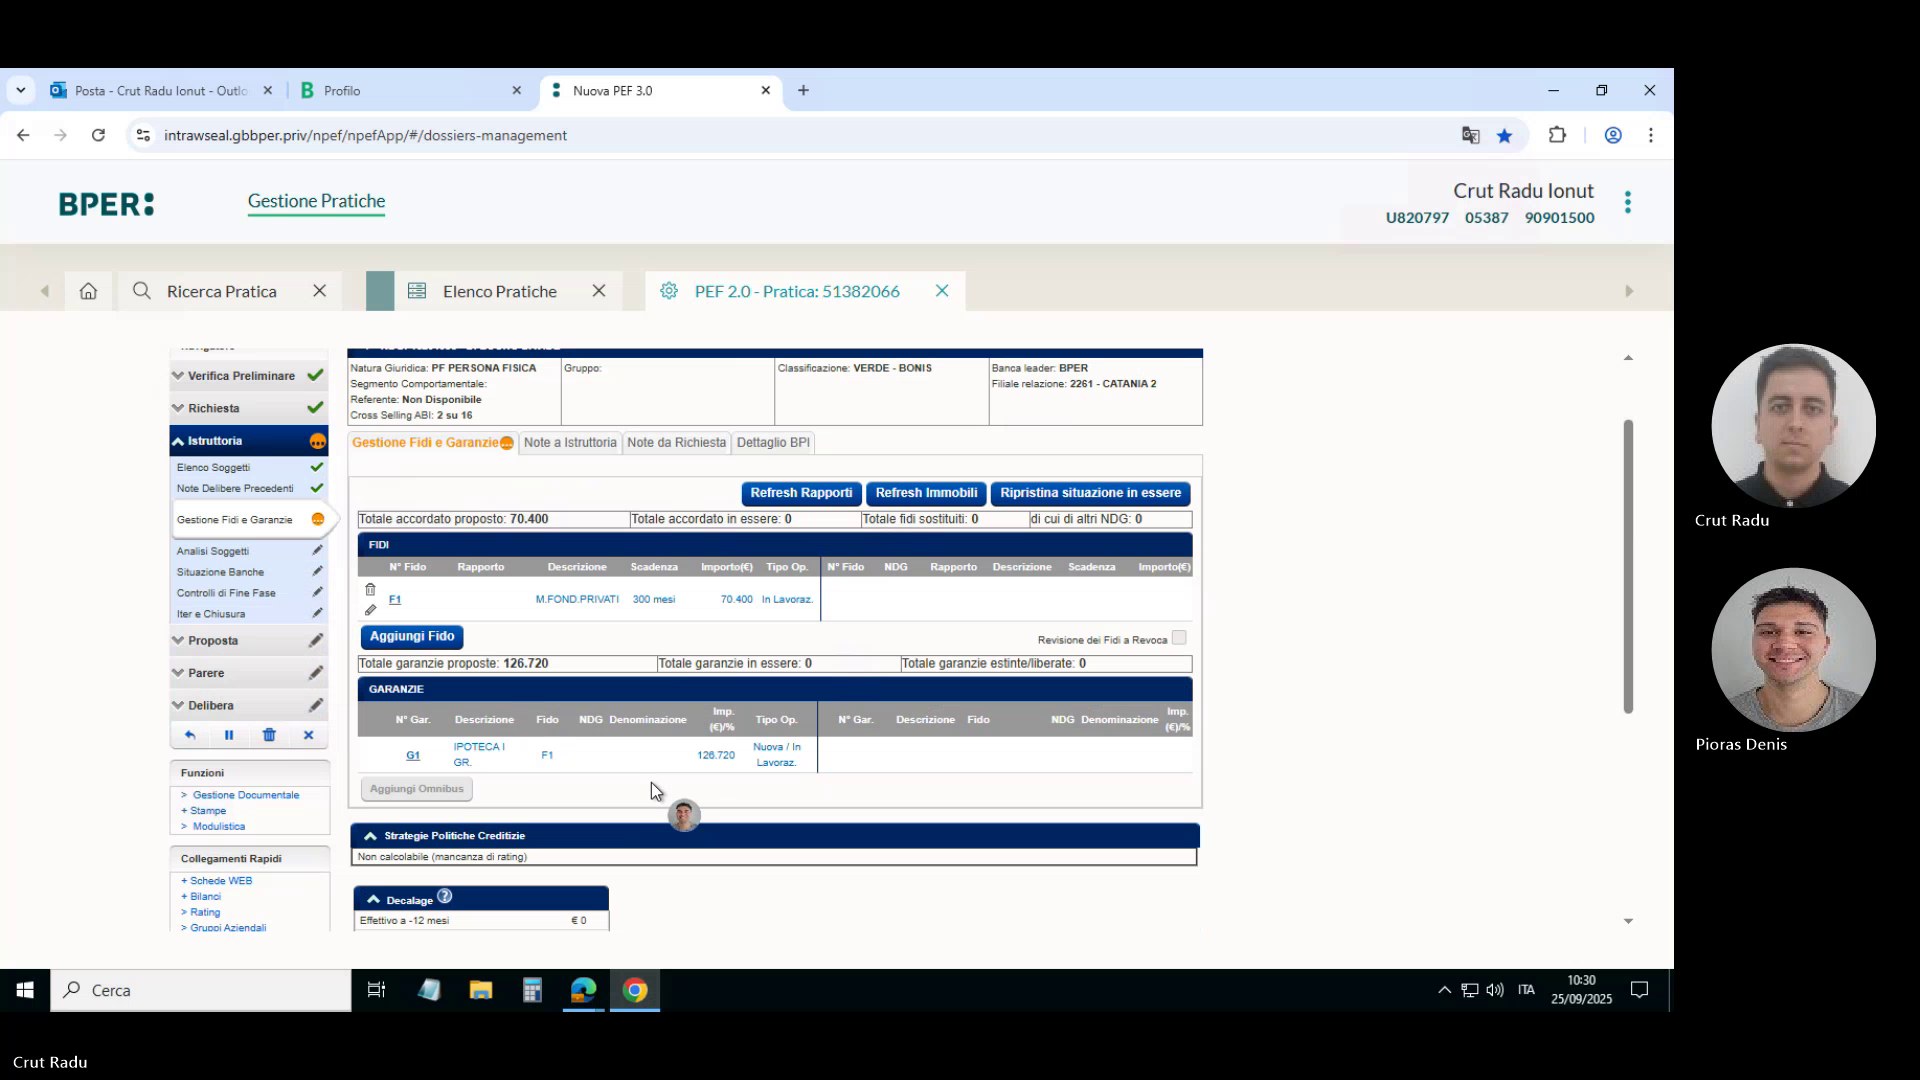 Posta - Crut Radu Ionut - Outlo
Profilo
Nuova PEF 3.0
intrawseal.gbbper.priv/npef/npefApp/#/dossiers-management
BPER:
Gestione Pratiche
Crut Radu Ionut
U820797 05387 90901500
Ricerca Pratica
Elenco Pratiche
PEF 2.0 - Pratica: 51382066
Verifica Preliminare
Richiesta
Istruttoria
Elenco Soggetti
Note Delibere Precedenti
Gestione Fidi e Garanzie
Analisi Soggetti
Situazione Banche
Controlli di Fine Fase
Iter e Chiusura
Proposta
Parere
Delibera
Funzioni
> Gestione Documentale
+ Stampe
> Modulistica
Collegamenti Rapidi
+ Schede WEB
+ Bilanci
> Rating
> Gruppi Aziendali
Natura Giuridica: PF PERSONA FISICA
Segmento Comportamentale:
Referente: Non Disponibile
Cross Selling ABI: 2 su 16
Gruppo:
Classificazione: VERDE - BONIS
Banca leader: BPER
Filiale relazione: 2261 - CATANIA 2
Gestione Fidi e Garanzie
Note a Istruttoria
Note da Richiesta
Dettaglio BPI
Refresh Rapporti
Refresh Immobili
Ripristina situazione in essere
Totale accordato proposto: 70.400
Totale accordato in essere: 0
Totale fidi sostituiti: 0
di cui di altri NDG: 0
FIDI
N° Fido Rapporto Descrizione Scadenza Importo(€) Tipo Op. N° Fido NDG Rapporto Descrizione Scadenza Importo(€)
F1 M.FOND.PRIVATI 300 mesi 70.400 In Lavoraz.
Aggiungi Fido
Revisione dei Fidi a Revoca
Totale garanzie proposte: 126.720
Totale garanzie in essere: 0
Totale garanzie estinte/liberate: 0
GARANZIE
N° Gar. Descrizione Fido NDG Denominazione Imp. (€)/% Tipo Op. N° Gar. Descrizione Fido NDG Denominazione Imp. (€)/%
G1 IPOTECA I GR. F1 126.720 Nuova / In Lavoraz.
Aggiungi Omnibus
Strategie Politiche Creditizie
Non calcolabile (mancanza di rating)
Decalage ?
Effettivo a -12 mesi € 0
Crut Radu
Pioras Denis
Cerca
ITA
10:30
25/09/2025
Crut Radu